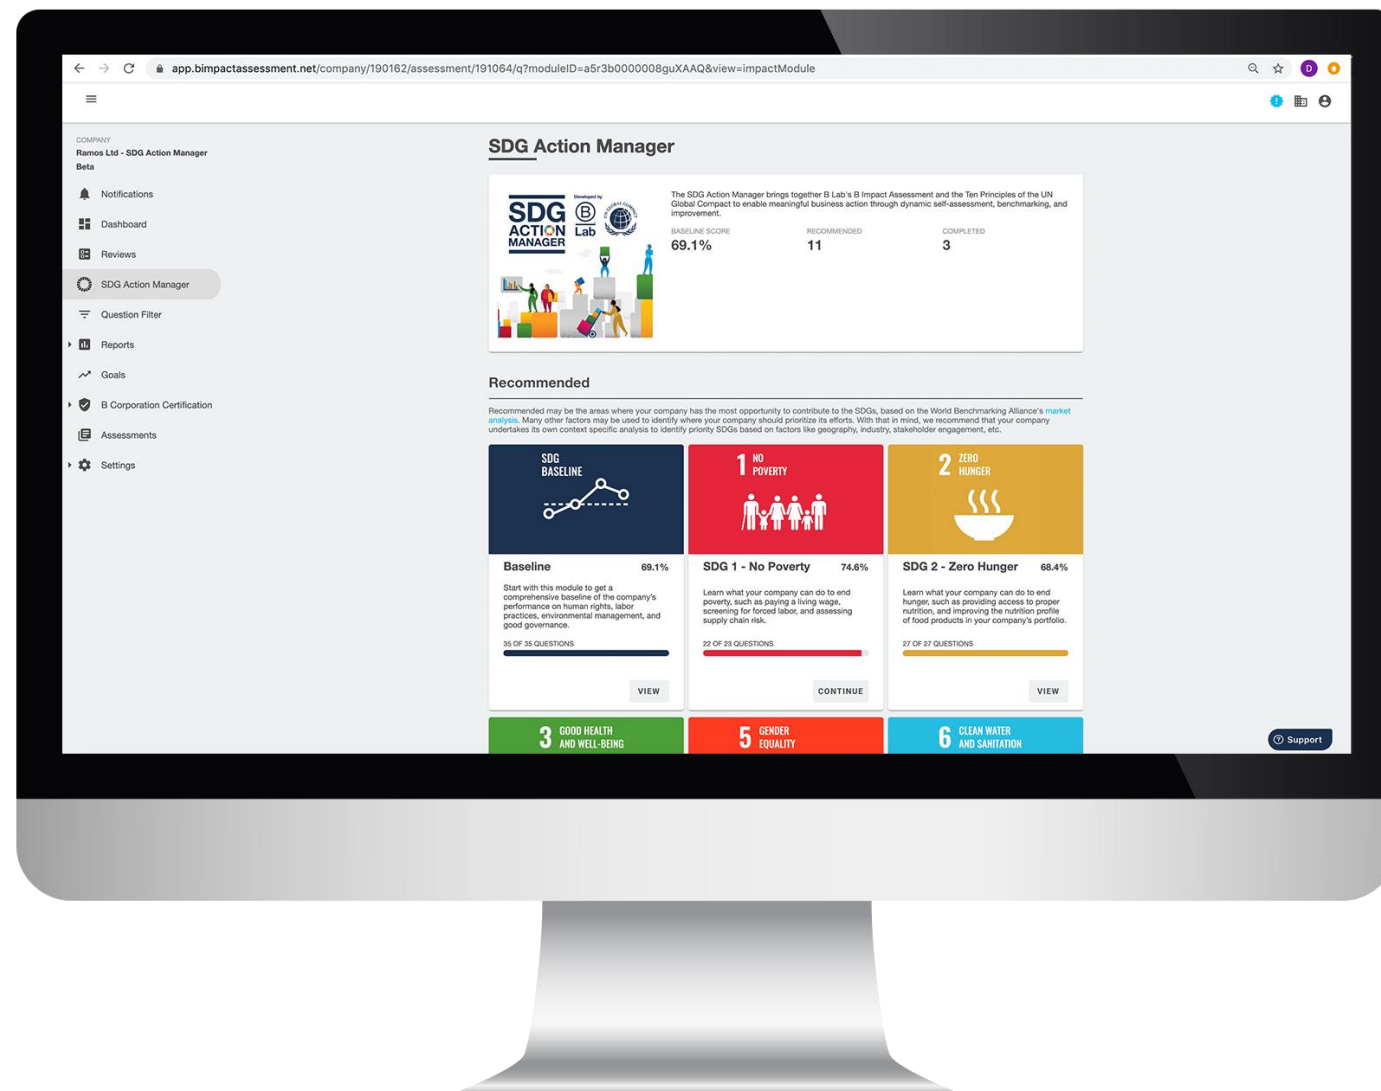 app.bimpactassessment.net/company/190162/assessment/191064/q?moduleID=a5r3b0000008guXAAQ&view=impactModule
D
COMPANY
Ramos Ltd - SDG Action Manager
Beta
Notifications
Dashboard
Reviews
SDG Action Manager
Question Filter
Reports
Goals
B Corporation Certification
Assessments
Settings
SDG Action Manager
SDG
ACTION
MANAGER
Developed by
B
Lab
The SDG Action Manager brings together B Lab's B Impact Assessment and the Ten Principles of the UN
Global Compact to enable meaningful business action through dynamic self-assessment, benchmarking, and
improvement.
BASELINE SCORE RECOMMENDED COMPLETED
69.1% 11 3
Recommended
Recommended may be the areas where your company has the most opportunity to contribute to the SDGs, based on the World Benchmarking Alliance's market
analysis. Many other factors may be used to identify where your company should prioritize its efforts. With that in mind, we recommend that your company
undertakes its own context specific analysis to identify priority SDGs based on factors like geography, industry, stakeholder engagement, etc.
SDG
BASELINE
Baseline 69.1%
Start with this module to get a
comprehensive baseline of the company's
performance on human rights, labor
practices, environmental management, and
good governance.
35 OF 35 QUESTIONS
VIEW
1 NO
POVERTY
SDG 1 - No Poverty 74.6%
Learn what your company can do to end
poverty, such as paying a living wage,
screening for forced labor, and assessing
supply chain risk.
22 OF 23 QUESTIONS
CONTINUE
2 ZERO
HUNGER
SDG 2 - Zero Hunger 68.4%
Learn what your company can do to end
hunger, such as providing access to proper
nutrition, and improving the nutrition profile
of food products in your company's portfolio.
27 OF 27 QUESTIONS
VIEW
3 GOOD HEALTH
AND WELL-BEING
5 GENDER
EQUALITY
6 CLEAN WATER
AND SANITATION
Support